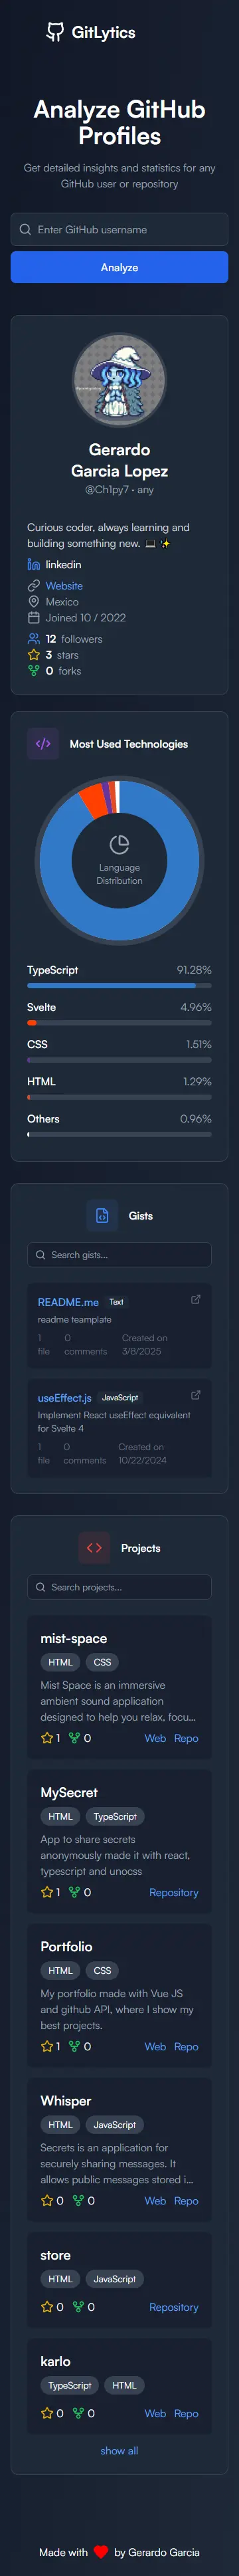 GitLytics
Analyze GitHub
Profiles
Get detailed insights and statistics for any
GitHub user or repository
Enter GitHub username
Analyze
Gerardo
Garcia Lopez
@Ch1py7 · any
Curious coder, always learning and
building something new. 💻 ✨
linkedin
Website
Mexico
Joined 10 / 2022
12 followers
3 stars
0 forks
Most Used Technologies
Language
Distribution
TypeScript 91.28%
Svelte 4.96%
CSS 1.51%
HTML 1.29%
Others 0.96%
Gists
Search gists...
README.me Text
readme teamplate
1 0 Created on
file comments 3/8/2025
useEffect.js JavaScript
Implement React useEffect equivalent
for Svelte 4
1 0 Created on
file comments 10/22/2024
Projects
Search projects...
mist-space
HTML CSS
Mist Space is an immersive
ambient sound application
designed to help you relax, focu...
1 0 Web Repo
MySecret
HTML TypeScript
App to share secrets
anonymously made it with react,
typescript and unocss
1 0 Repository
Portfolio
HTML CSS
My portfolio made with Vue JS
and github API, where I show my
best projects.
1 0 Web Repo
Whisper
HTML JavaScript
Secrets is an application for
securely sharing messages. It
allows public messages stored i...
0 0 Web Repo
store
HTML JavaScript
0 0 Repository
karlo
TypeScript HTML
0 0 Web Repo
show all
Made with ❤ by Gerardo Garcia